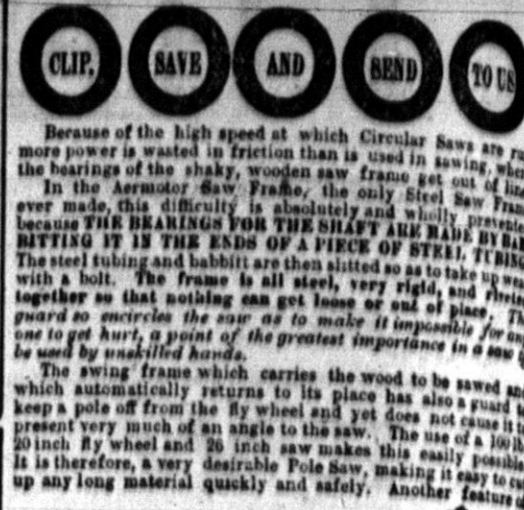 CLIP, SAVE AND SEND TO US
Because of the high speed at which Circular Saws are
more power is wasted in friction than is used in sawing,
the bearings of the shaky, wooden saw frame get out of
In the Aermotor Saw Frame, the only Steel Saw
ever made, this difficulty is absolutely and wholly
because THE BEARINGS FOR THE SHAFT ARE MADE BY
BITTING IT IN THE ENDS OF A PIECE OF STEEL TUBING
The steel tubing and babbitt are then slitted so as to take up
with a bolt. The frame is all steel, very rigid, and
together so that nothing can get loose or out of place.
guard so encircles the saw as to make it impossible for
one to get hurt, a point of the greatest importance in a saw
be used by unskilled hands.
The swing frame which carries the wood to be sawed
which automatically returns to its place has also a guard
keep a pole off from the fly wheel and yet does not cause it
present very much of an angle to the saw. The use of a 100
20 inch fly wheel and 26 inch saw makes this easily
It is therefore, a very desirable Pole Saw, making it easy to
up any long material quickly and safely. Another feature